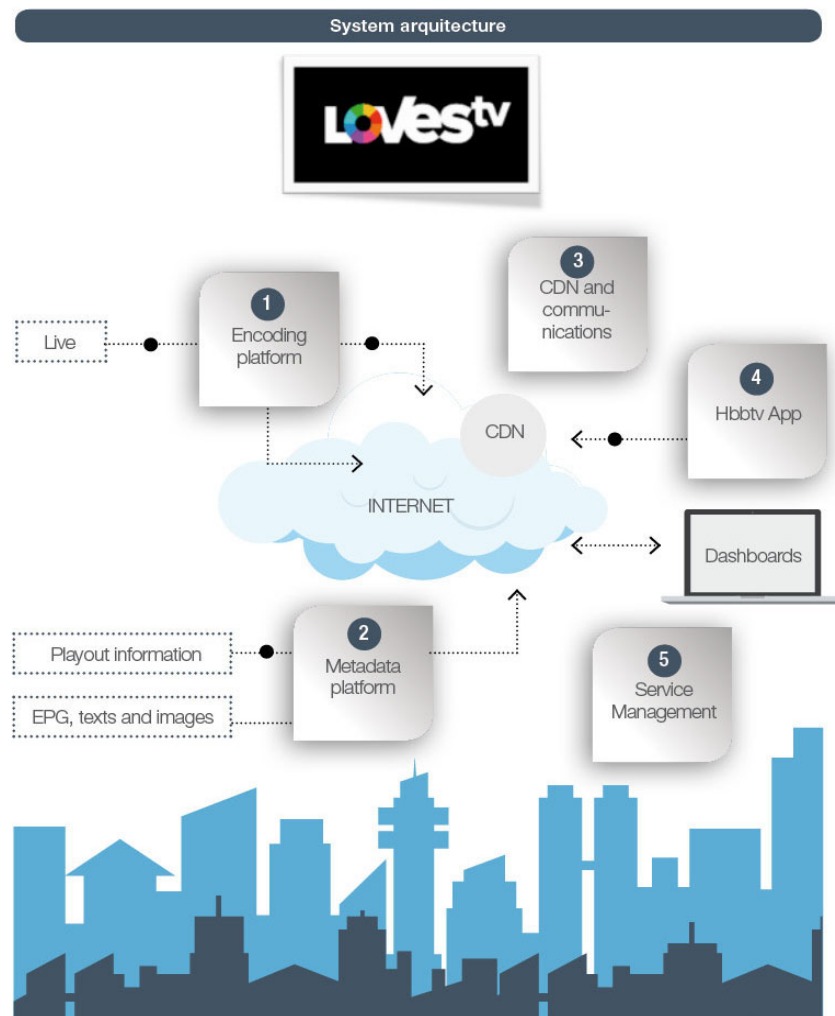 System arquitecture
LOVEStv
3
CDN and
commu-
nications
1
Encoding
platform
Live
4
Hbbtv App
CDN
INTERNET
Dashboards
2
Metadata
platform
Playout information
EPG, texts and images
5
Service
Management